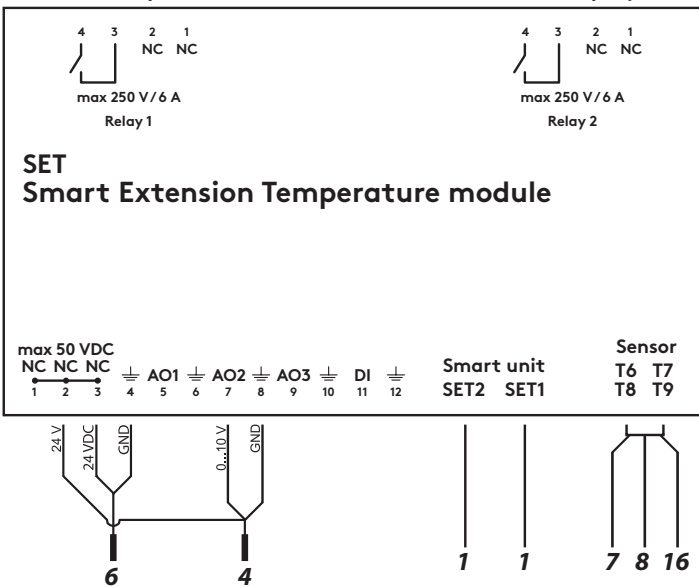 4 3 2 1 4 3 2 1
NC NC NC NC
max 250 V / 6 A max 250 V / 6 A
Relay 1 Relay 2
SET
Smart Extension Temperature module
max 50 VDC
NC NC NC AO1 AO2 AO3 DI
1 2 3 4 5 6 7 8 9 10 11 12
Smart unit
SET2 SET1
Sensor
T6 T7
T8 T9
24 V
24 VDC
GND
0...10 V
GND
6 4 1 1 7 8 16